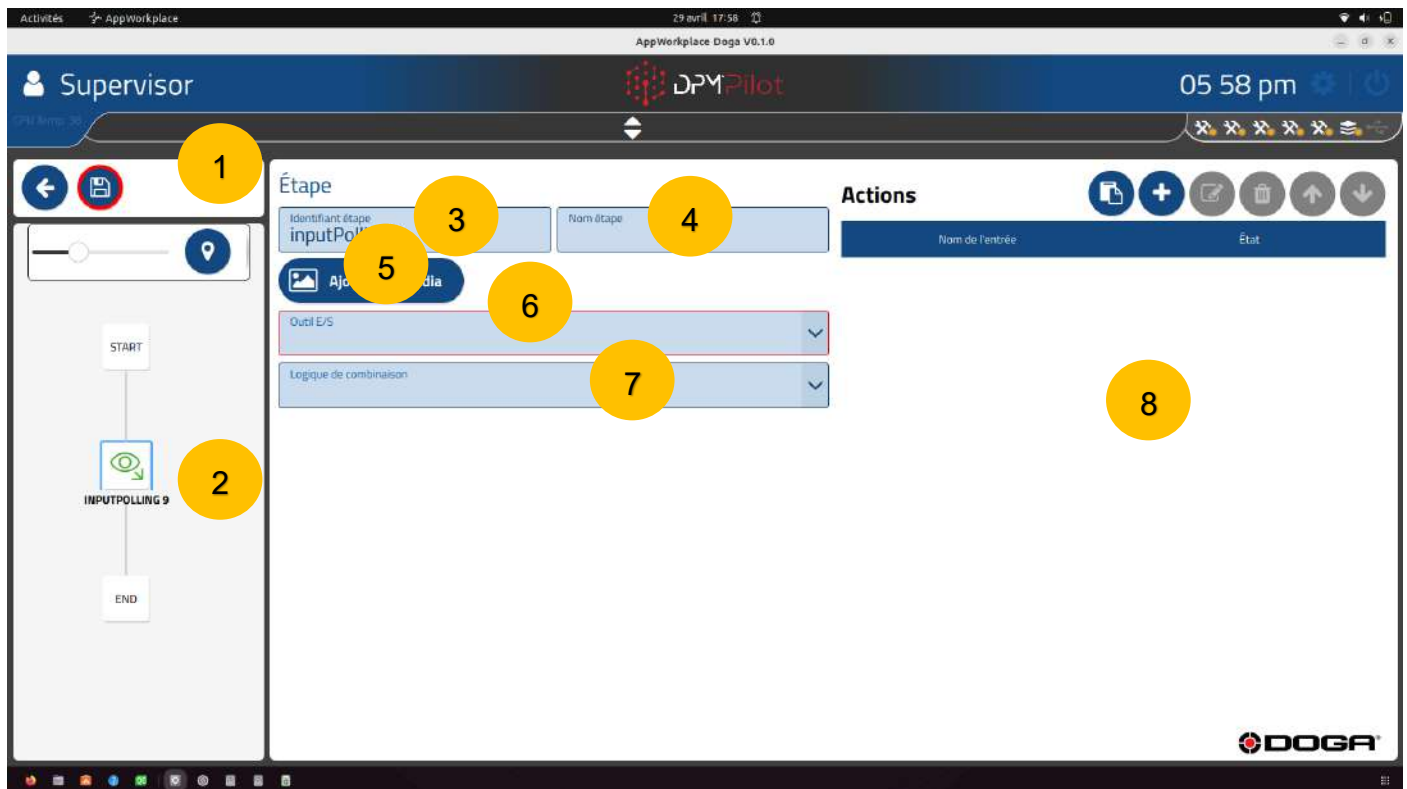 Activités AppWorkplace 29 avril 17:58
AppWorkplace Doga V0.1.0
Supervisor DPMPilot 05 58 pm
1
Étape
Actions
3
4
Identifiant étape
Nom étape
Nom de l'entrée État
5
6
Outil E/S
START
Logique de combinaison
7
8
2
INPUTPOLLING 9
END
DOGA